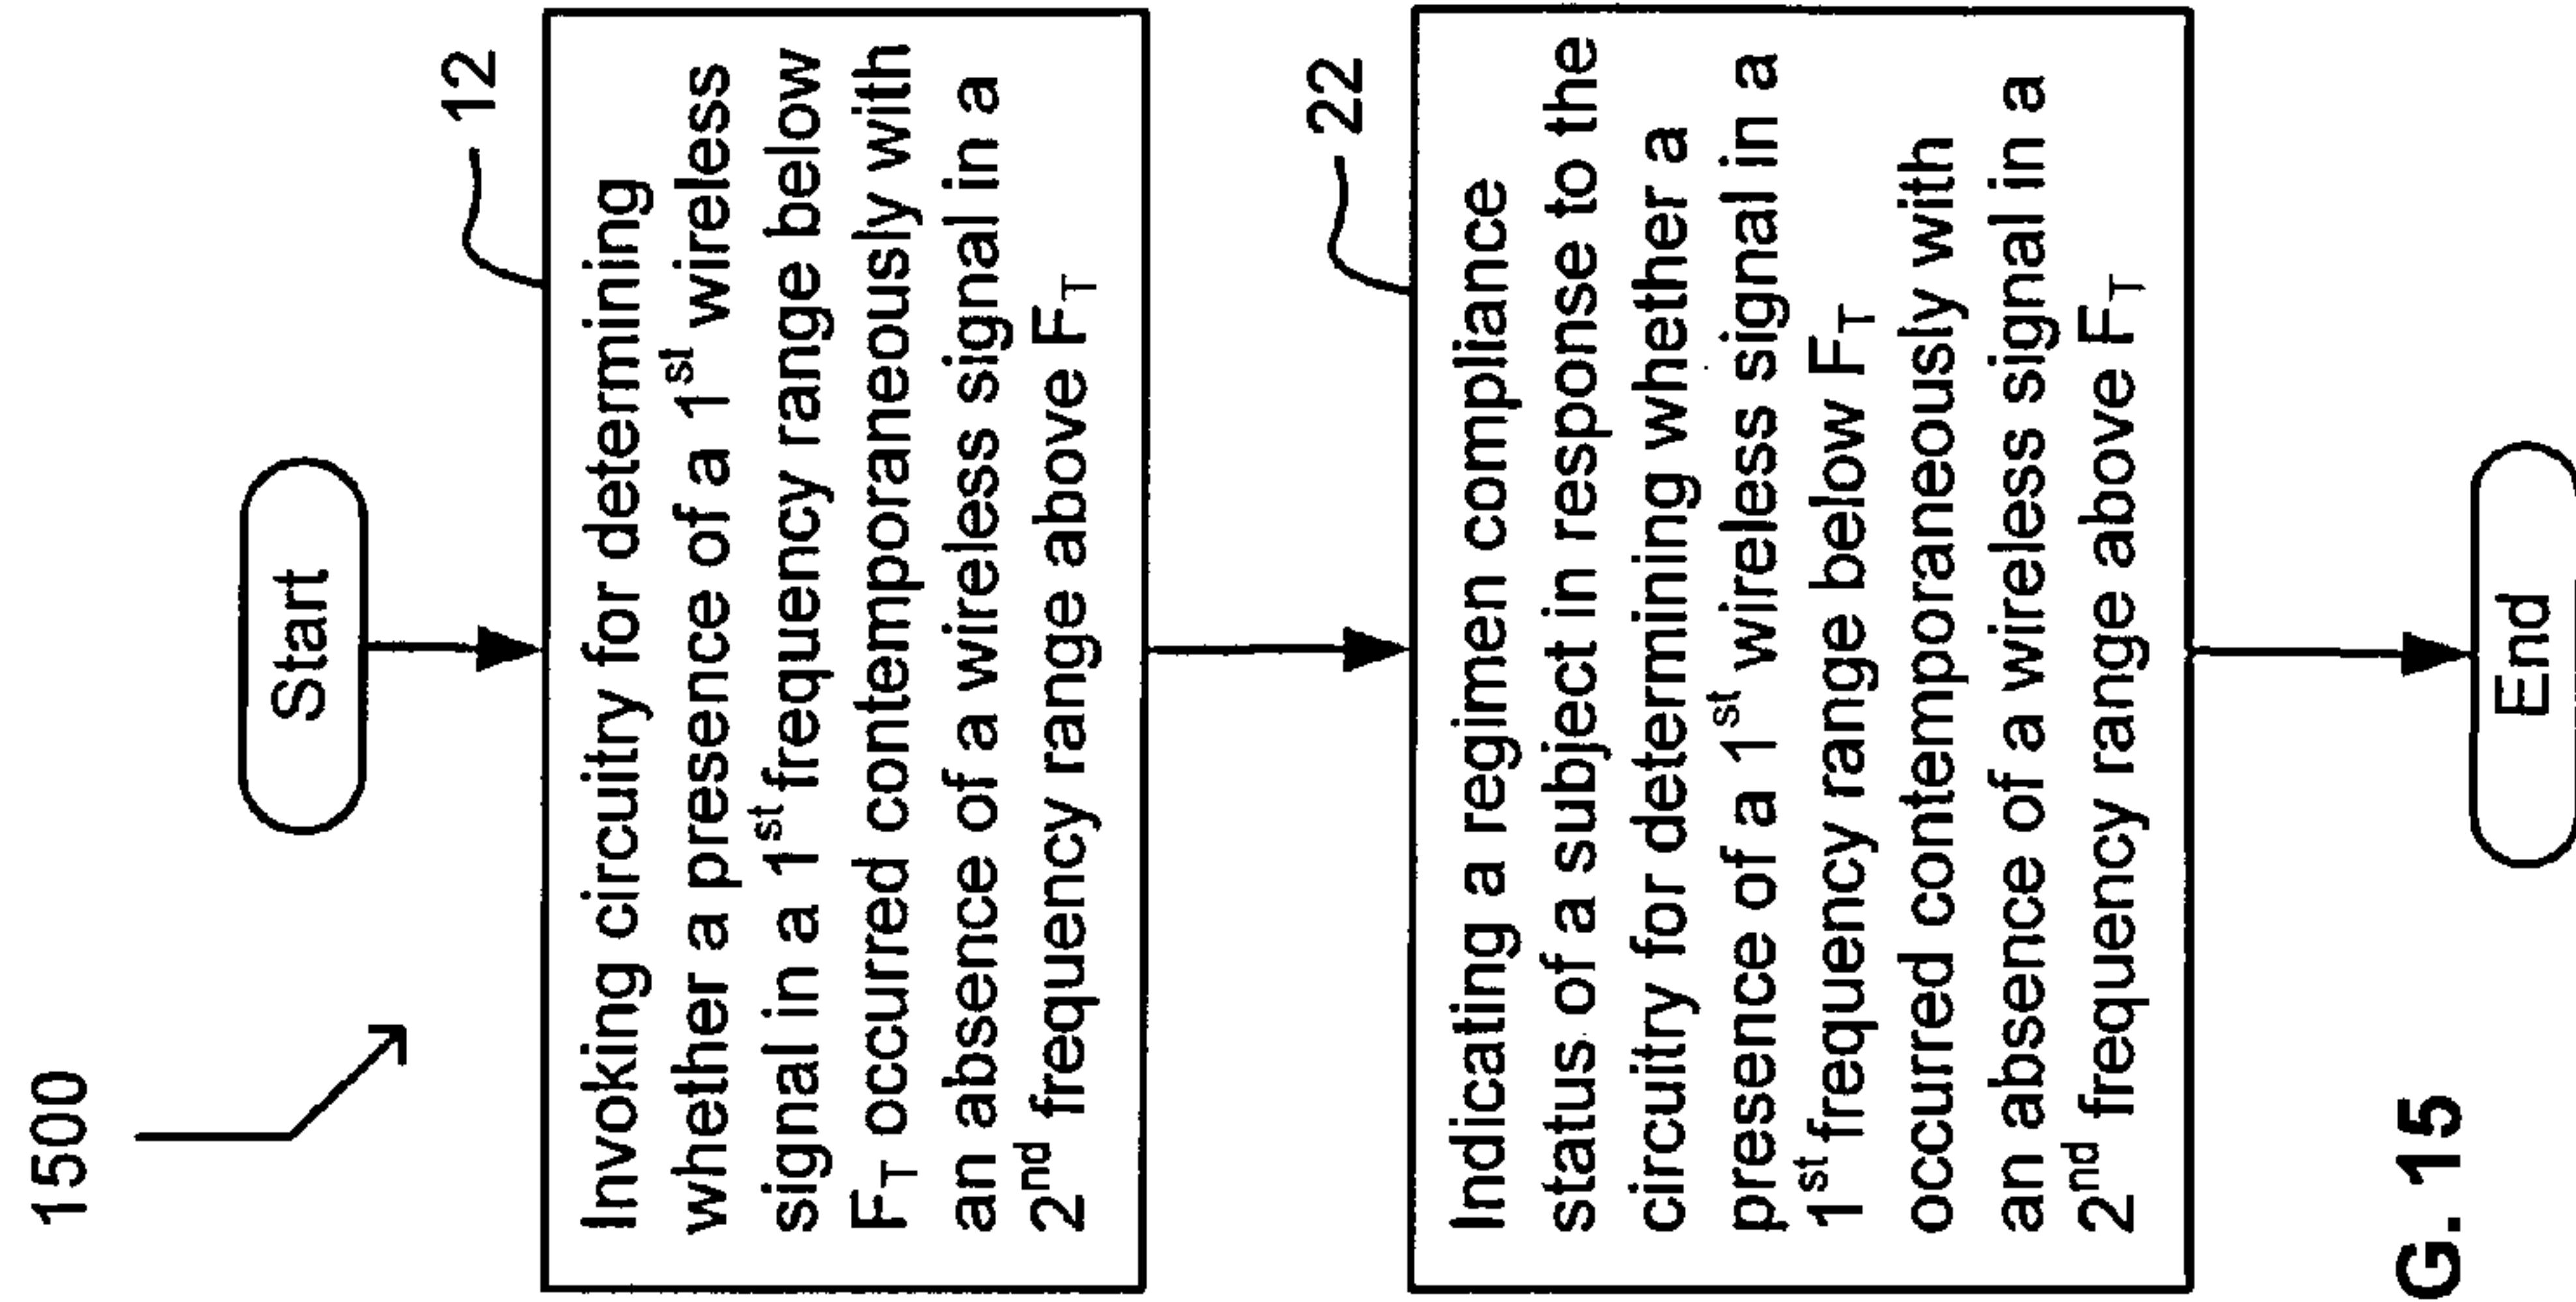 1500
Start
12
Invoking circuitry for determining
whether a presence of a 1st wireless
signal in a 1st frequency range below
FT occurred contemporaneously with
an absence of a wireless signal in a
2nd frequency range above FT
22
Indicating a regimen compliance
status of a subject in response to the
circuitry for determining whether a
presence of a 1st wireless signal in a
1st frequency range below FT
occurred contemporaneously with
an absence of a wireless signal in a
2nd frequency range above FT
End
G. 15